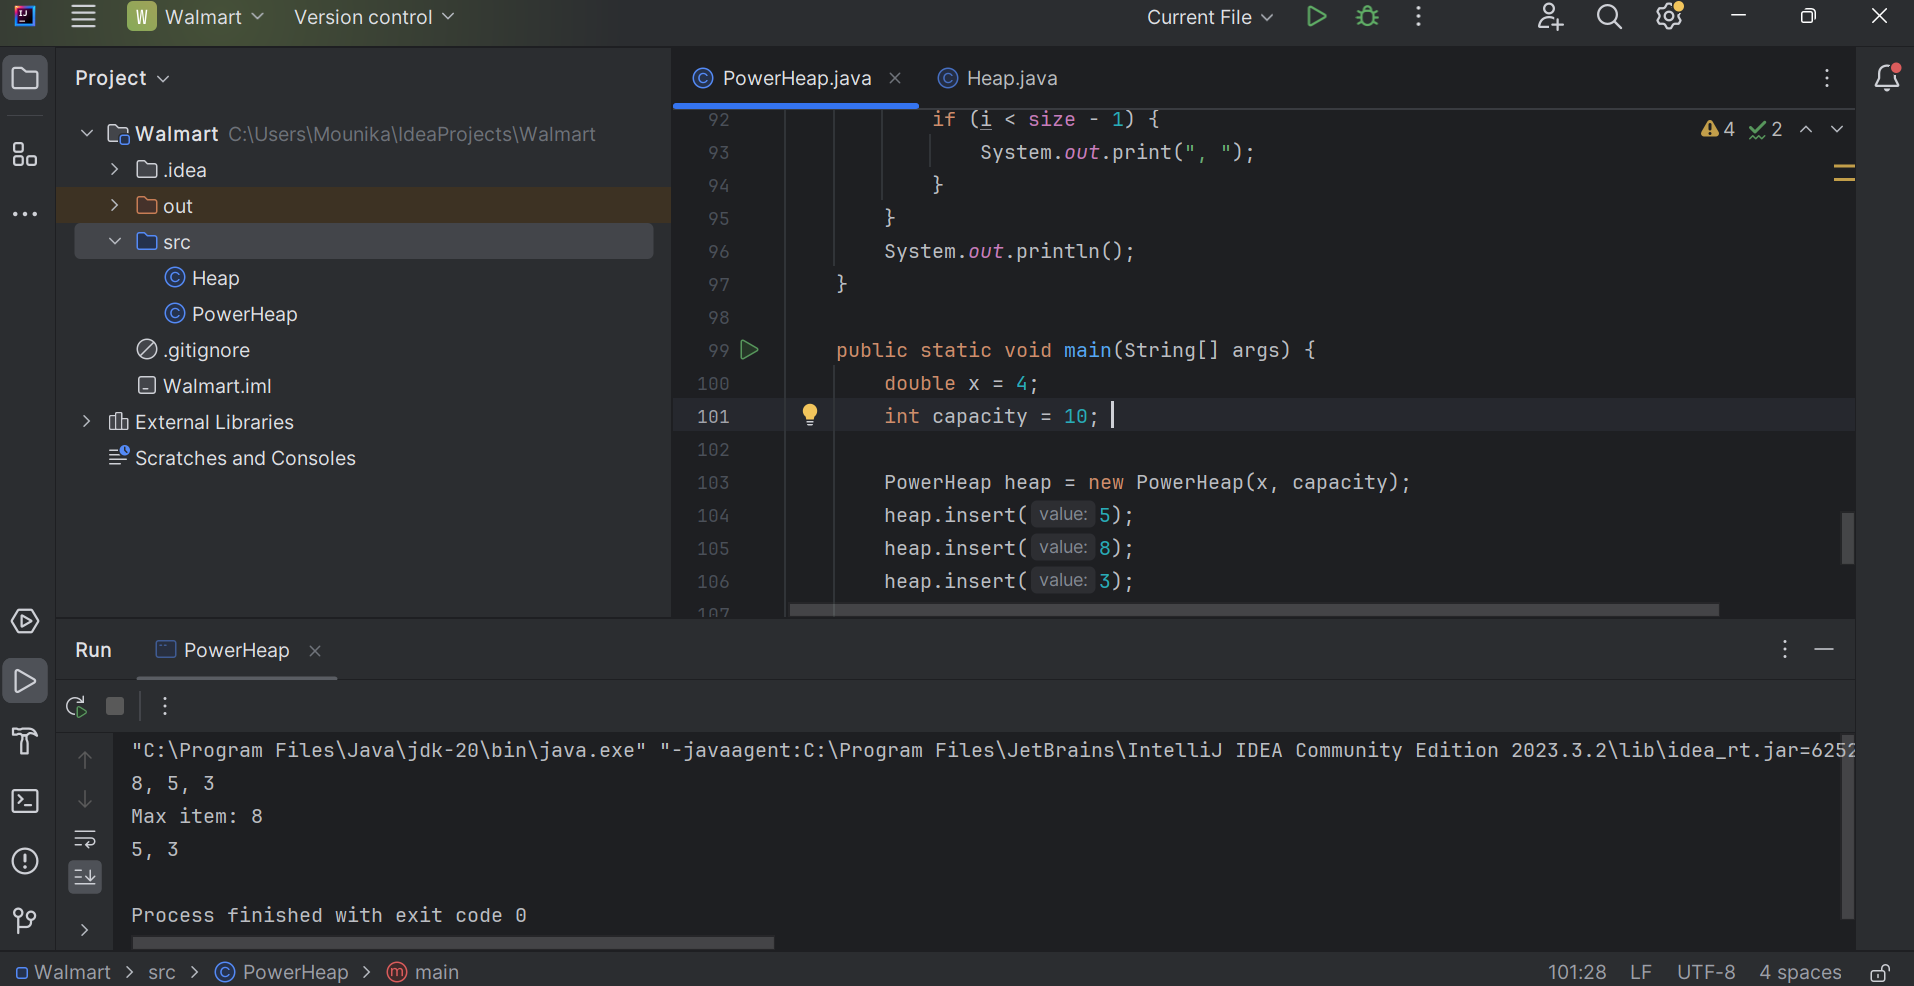 W Walmart Version control Current File
Project
Walmart C:\Users\Mounika\IdeaProjects\Walmart
.idea
out
src
Heap
PowerHeap
.gitignore
Walmart.iml
External Libraries
Scratches and Consoles
PowerHeap.java Heap.java
4 2
92 if (i < size - 1) {
93 System.out.print(", ");
94 }
95 }
96 System.out.println();
97 }
98
99 public static void main(String[] args) {
100 double x = 4;
101 int capacity = 10;
102
103 PowerHeap heap = new PowerHeap(x, capacity);
104 heap.insert( value: 5);
105 heap.insert( value: 8);
106 heap.insert( value: 3);
107
Run PowerHeap
"C:\Program Files\Java\jdk-20\bin\java.exe" "-javaagent:C:\Program Files\JetBrains\IntelliJ IDEA Community Edition 2023.3.2\lib\idea_rt.jar=6252
8, 5, 3
Max item: 8
5, 3
Process finished with exit code 0
Walmart > src > PowerHeap > main 101:28 LF UTF-8 4 spaces